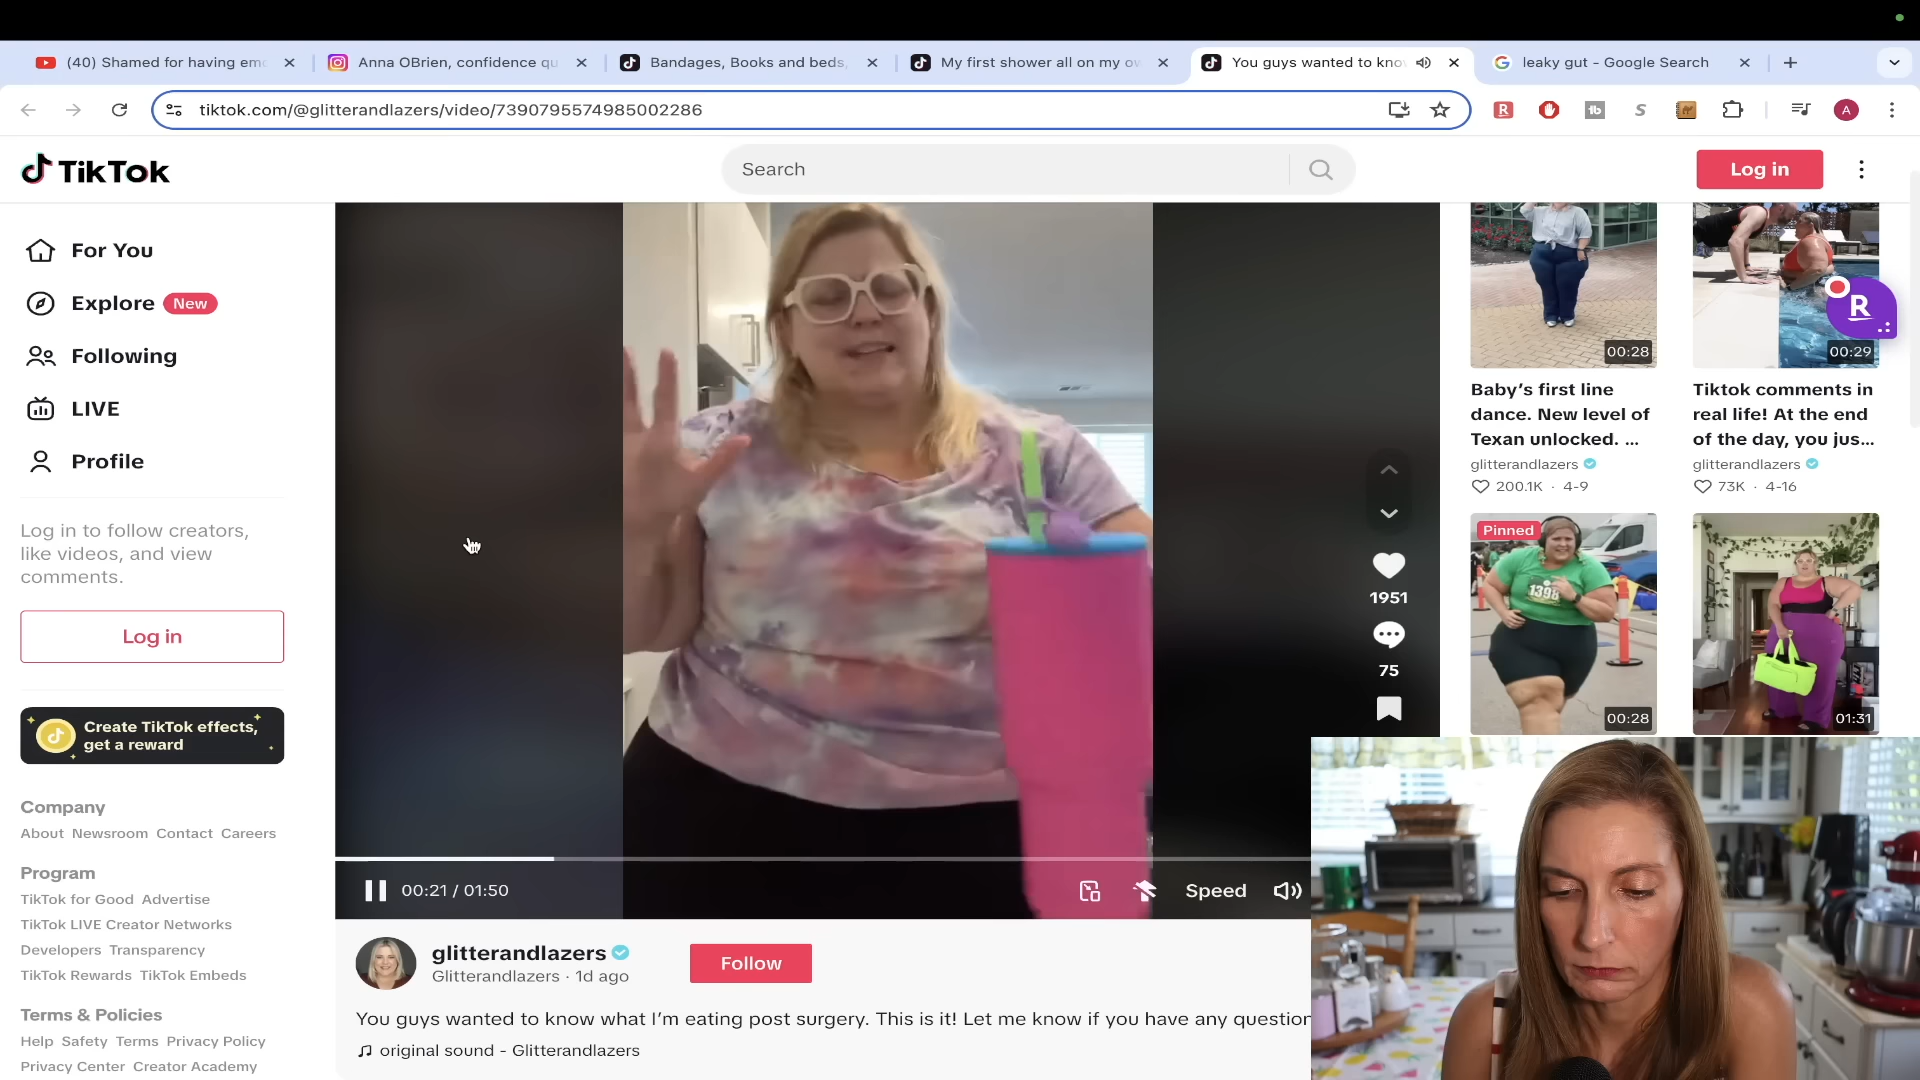 (40) Shamed for having emo
Anna OBrien, confidence qu
Bandages, Books and beds,
My first shower all on my ow
You guys wanted to kno
leaky gut - Google Search
tiktok.com/@glitterandlazers/video/7390795574985002286
R
tb
S
A
TikTok
Search
Log in
For You
Explore New
Following
LIVE
Profile
Log in to follow creators,
like videos, and view
comments.
Log in
Create TikTok effects,
get a reward
Company
About Newsroom Contact Careers
Program
TikTok for Good Advertise
TikTok LIVE Creator Networks
Developers Transparency
TikTok Rewards TikTok Embeds
Terms & Policies
Help Safety Terms Privacy Policy
Privacy Center Creator Academy
1951
75
00:21 / 01:50
Speed
glitterandlazers
Glitterandlazers · 1d ago
Follow
You guys wanted to know what I'm eating post surgery. This is it! Let me know if you have any question
original sound - Glitterandlazers
00:28
Baby's first line
dance. New level of
Texan unlocked. ...
glitterandlazers
200.1K · 4-9
00:29
R
Tiktok comments in
real life! At the end
of the day, you jus...
glitterandlazers
73K · 4-16
Pinned
1398
00:28
01:31